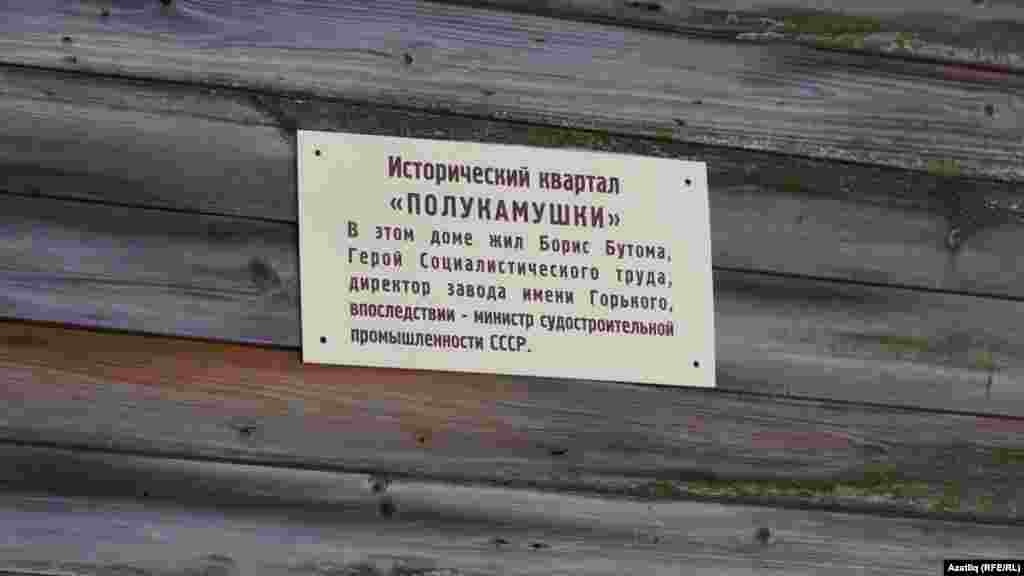 Исторический квартал
«ПОЛУКАМУШКИ»
В этом доме жил Борис Бутома,
Герой Социалистического труда,
директор завода имени Горького,
впоследствии - министр судостроительной
промышленности СССР.
Azatliq (RFE/RL)